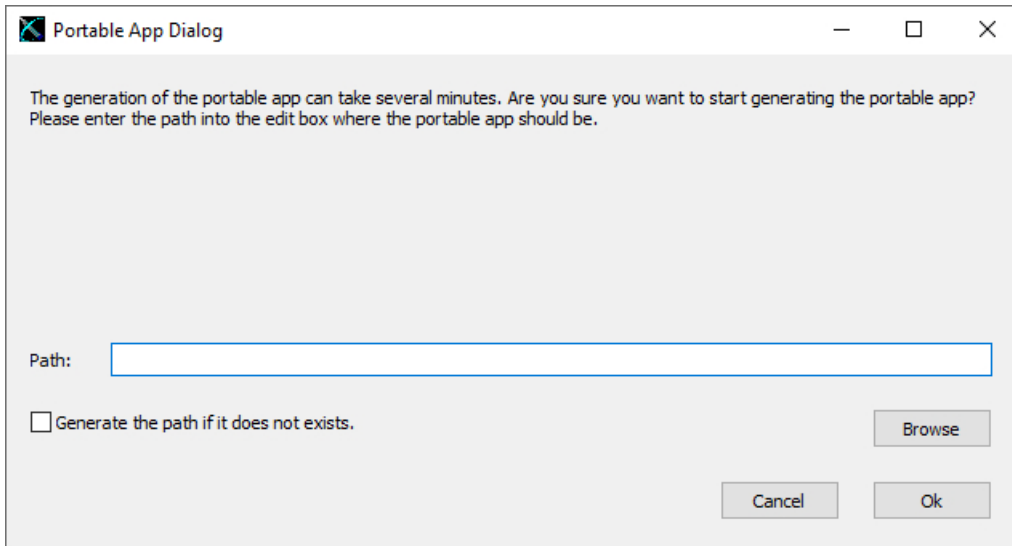 Portable App Dialog
The generation of the portable app can take several minutes. Are you sure you want to start generating the portable app?
Please enter the path into the edit box where the portable app should be.
Path:
Generate the path if it does not exists.
Browse
Cancel
Ok